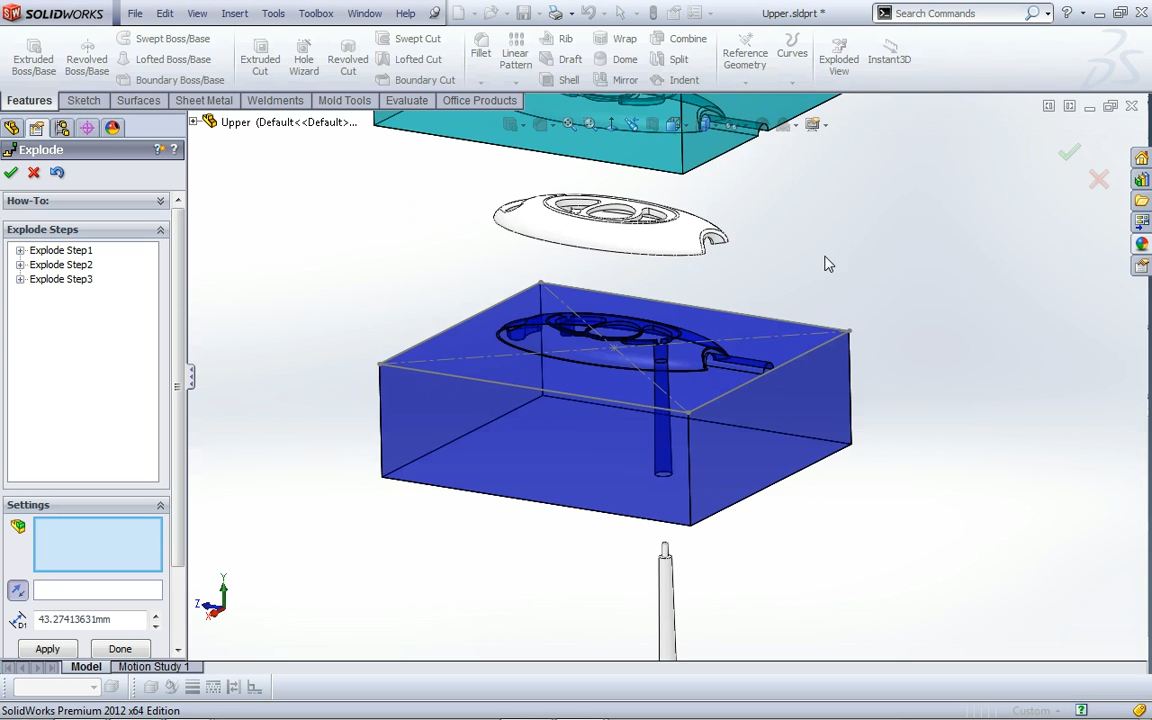 SOLIDWORKS File Edit View Insert Tools Toolbox Window Help Upper.sldprt * Search Commands ?
Extruded Boss/Base Revolved Boss/Base Swept Boss/Base Lofted Boss/Base Boundary Boss/Base Extruded Cut Hole Wizard Revolved Cut Swept Cut Lofted Cut Boundary Cut Fillet Linear Pattern Rib Draft Shell Wrap Dome Mirror Combine Split Indent Reference Geometry Curves Exploded View Instant3D
Features Sketch Surfaces Sheet Metal Weldments Mold Tools Evaluate Office Products
Upper (Default<<Default>...
Explode ? ?
How-To:
Explode Steps
Explode Step1
Explode Step2
Explode Step3
Settings
D1 43.27413631mm
Apply Done
Y
Z
X
Model Motion Study 1
SolidWorks Premium 2012 x64 Edition Custom ?